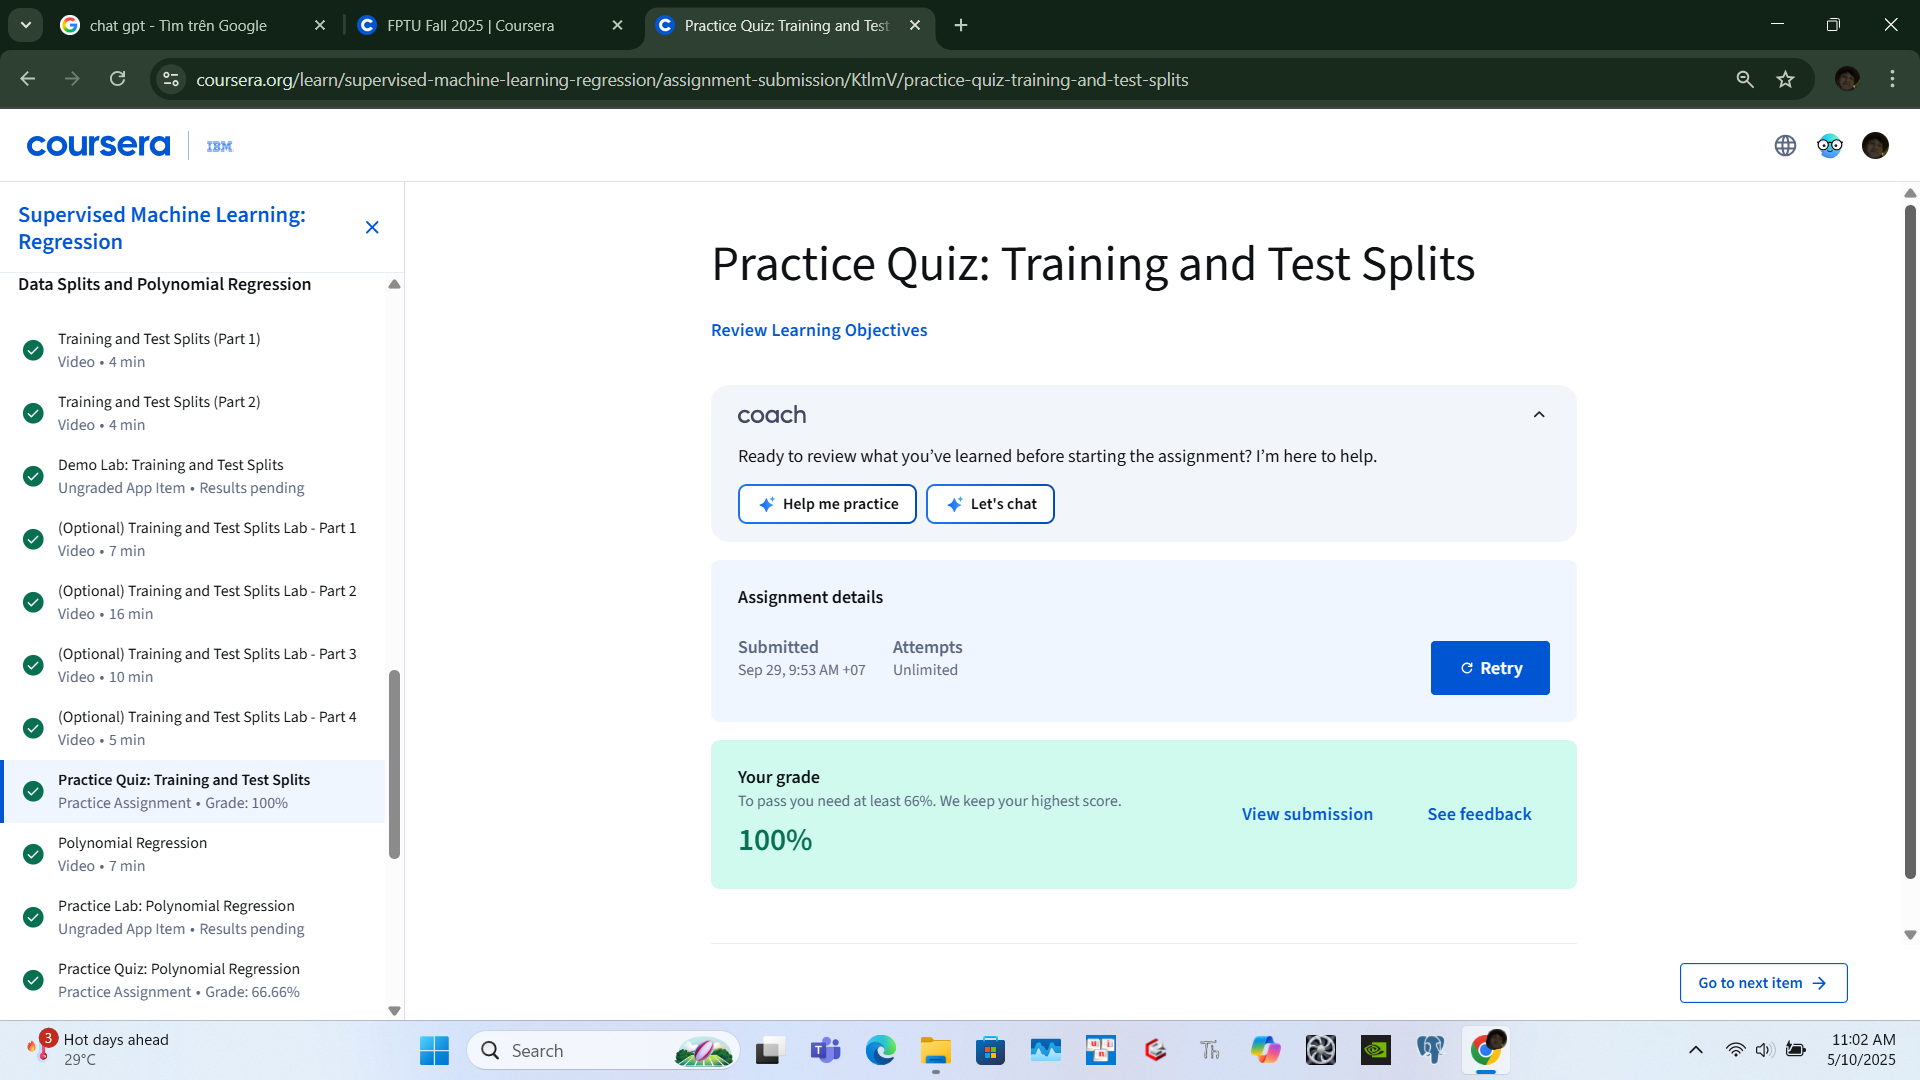 chat gpt - Tìm trên Google
FPTU Fall 2025 | Coursera
Practice Quiz: Training and Test
coursera.org/learn/supervised-machine-learning-regression/assignment-submission/KtlmV/practice-quiz-training-and-test-splits
coursera
IBM
Supervised Machine Learning:
Regression
Data Splits and Polynomial Regression
Training and Test Splits (Part 1)
Video • 4 min
Training and Test Splits (Part 2)
Video • 4 min
Demo Lab: Training and Test Splits
Ungraded App Item • Results pending
(Optional) Training and Test Splits Lab - Part 1
Video • 7 min
(Optional) Training and Test Splits Lab - Part 2
Video • 16 min
(Optional) Training and Test Splits Lab - Part 3
Video • 10 min
(Optional) Training and Test Splits Lab - Part 4
Video • 5 min
Practice Quiz: Training and Test Splits
Practice Assignment • Grade: 100%
Polynomial Regression
Video • 7 min
Practice Lab: Polynomial Regression
Ungraded App Item • Results pending
Practice Quiz: Polynomial Regression
Practice Assignment • Grade: 66.66%
Practice Quiz: Training and Test Splits
Review Learning Objectives
coach
Ready to review what you’ve learned before starting the assignment? I’m here to help.
Help me practice
Let's chat
Assignment details
Submitted
Sep 29, 9:53 AM +07
Attempts
Unlimited
Retry
Your grade
To pass you need at least 66%. We keep your highest score.
100%
View submission
See feedback
Go to next item
3
Hot days ahead
29°C
Search
Th
11:02 AM
5/10/2025